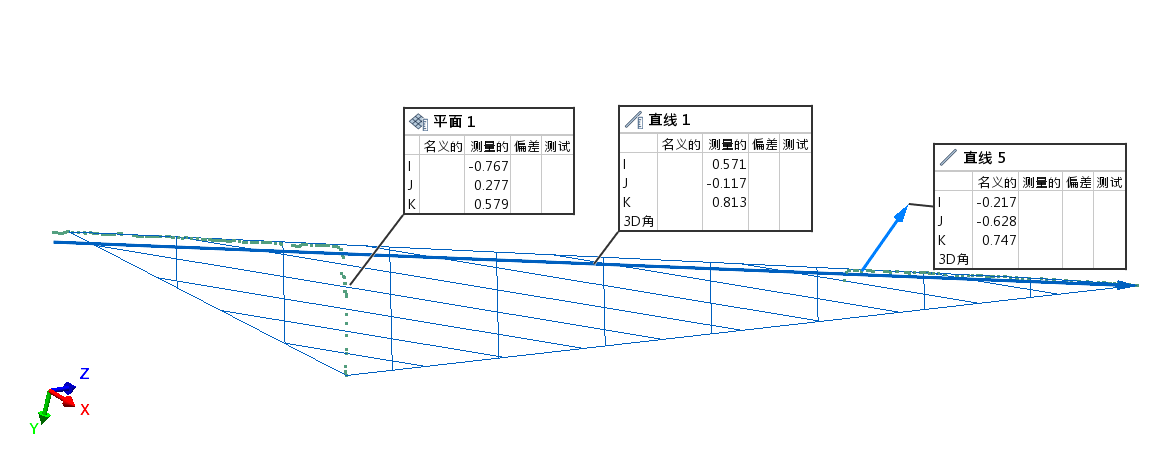 平面 1
名义的 测量的 偏差 测试
I -0.767
J 0.277
K 0.579
直线 1
名义的 测量的 偏差 测试
I 0.571
J -0.117
K 0.813
3D角
直线 5
名义的 测量的 偏差 测试
I -0.217
J -0.628
K 0.747
3D角
Z
X
Y